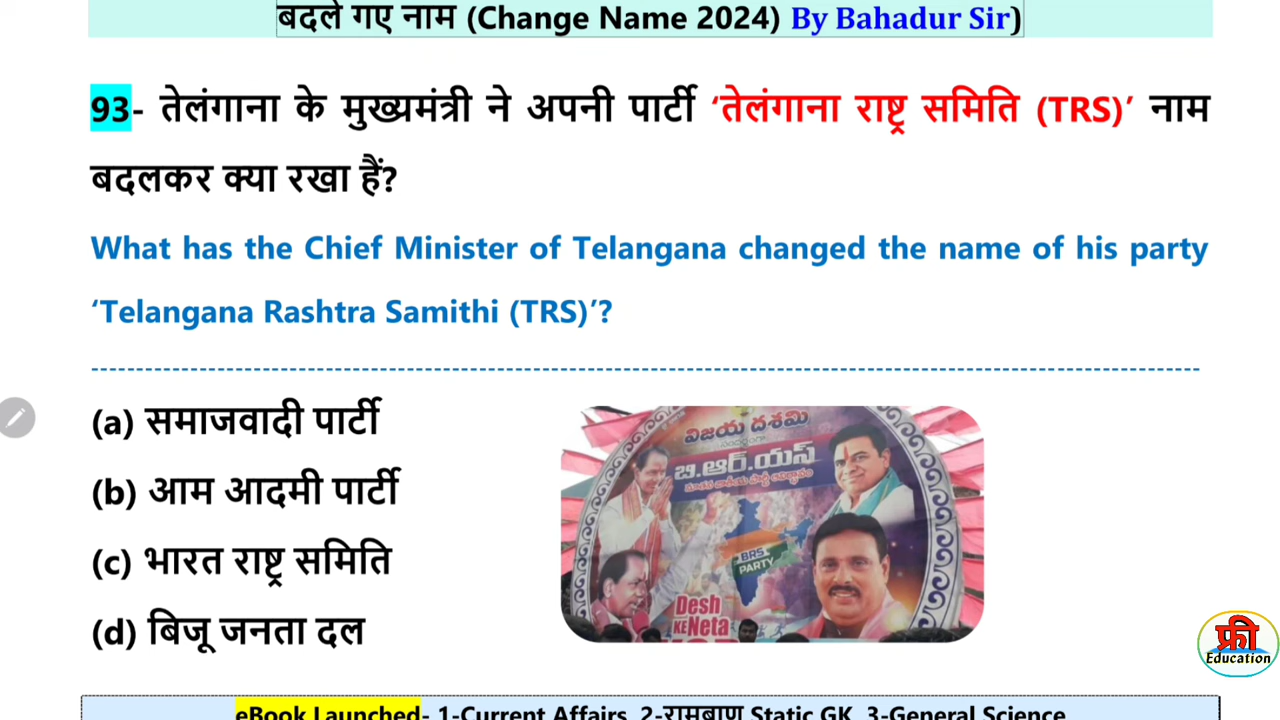 बदले गए नाम (Change Name 2024) By Bahadur Sir)
93- तेलंगाना के मुख्यमंत्री ने अपनी पार्टी ‘तेलंगाना राष्ट्र समिति (TRS)’ नाम
बदलकर क्या रखा हैं?
What has the Chief Minister of Telangana changed the name of his party
‘Telangana Rashtra Samithi (TRS)’?
(a) समाजवादी पार्टी
(b) आम आदमी पार्टी
(c) भारत राष्ट्र समिति
(d) बिजू जनता दल
విజయ దశమి
బి.ఆర్.యస్
BRS
PARTY
Desh
KE Neta
फ्री
Education
eBook Launched- 1-Current Affairs, 2-रामबाण Static GK, 3-General Science